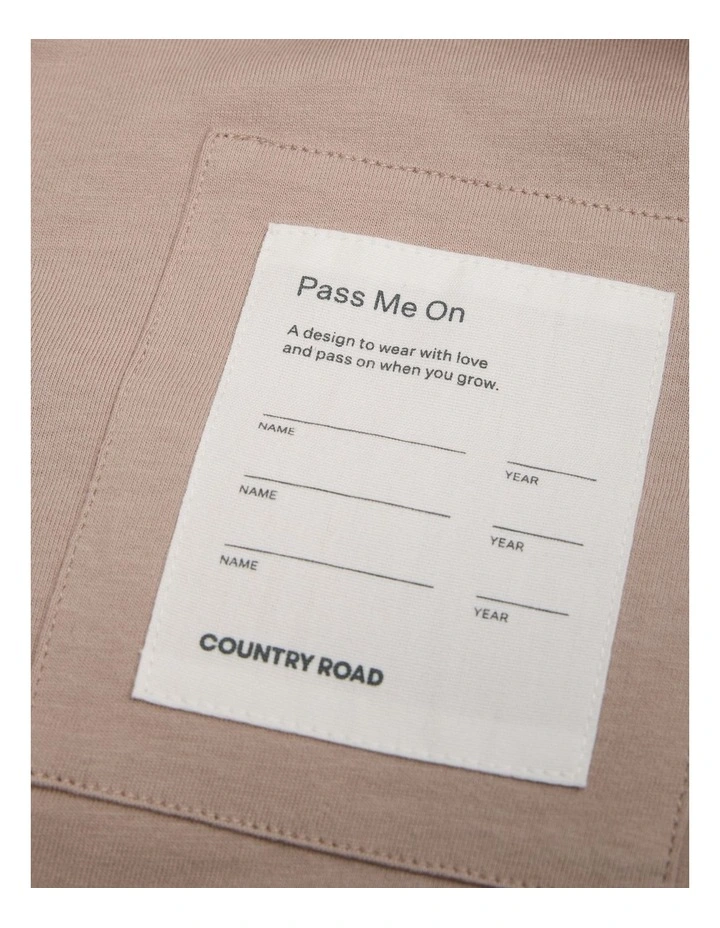 Pass Me On
A design to wear with love
and pass on when you grow.
NAME
YEAR
NAME
YEAR
NAME
YEAR
COUNTRY ROAD